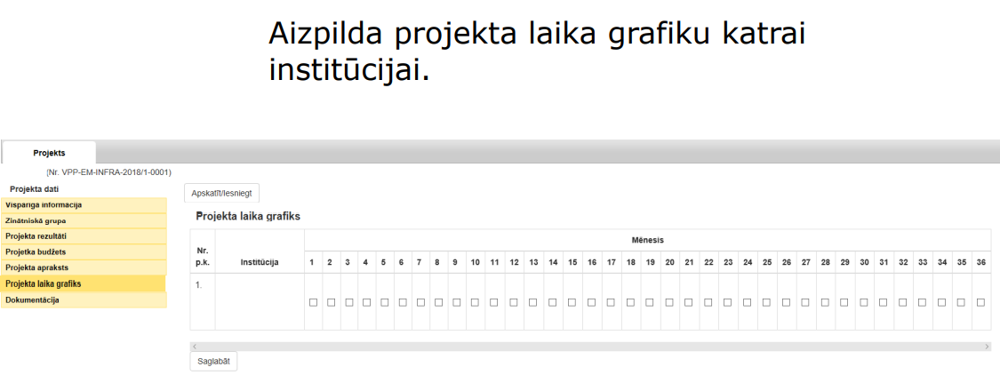 Aizpilda projekta laika grafiku katrai
institūcijai.
Projekts
(Nr. VPP-EM-INFRA-2018/1-0001)
Projekta dati
Vispārīga informācija
Zinātniskā grupa
Projekta rezultāti
Projetka budžets
Projekta apraksts
Projekta laika grafiks
Dokumentācija
Apskatīt/Iesniegt
Projekta laika grafiks
Nr. p.k. Institūcija Mēnesis
1 2 3 4 5 6 7 8 9 10 11 12 13 14 15 16 17 18 19 20 21 22 23 24 25 26 27 28 29 30 31 32 33 34 35 36
1.
Saglabāt